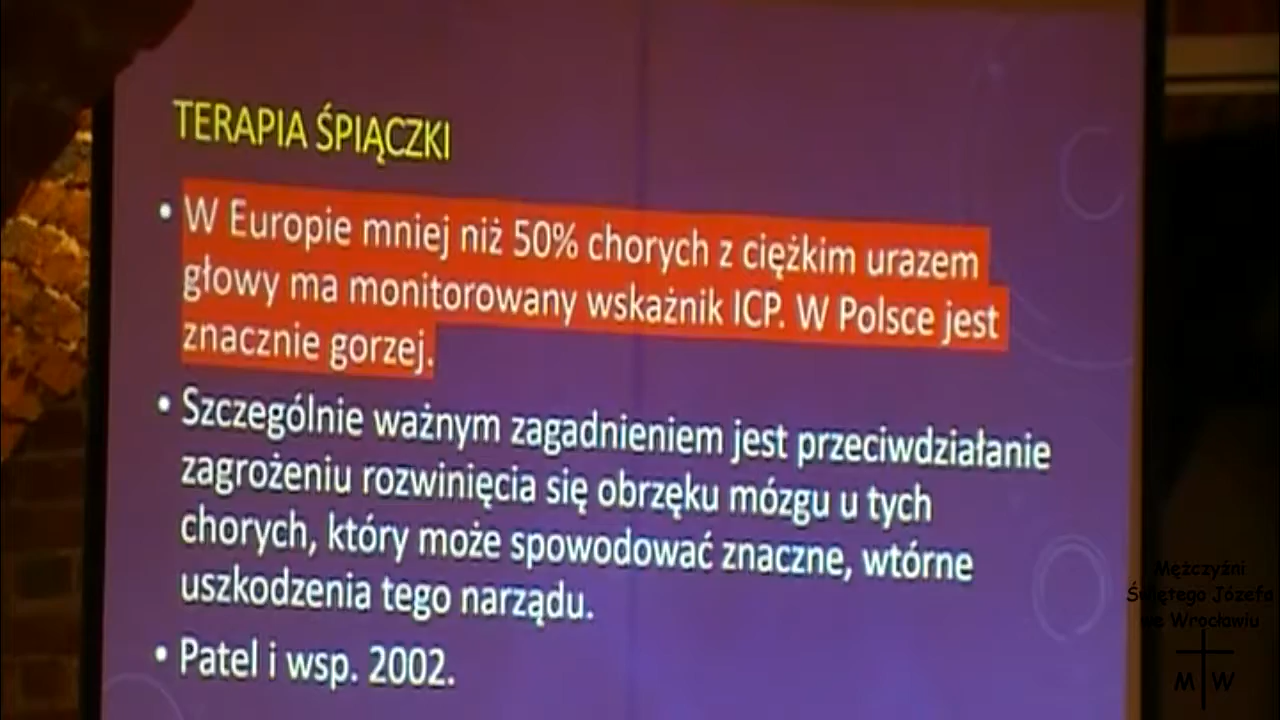 TERAPIA ŚPIĄCZKI
• W Europie mniej niż 50% chorych z ciężkim urazem
głowy ma monitorowany wskaźnik ICP. W Polsce jest
znacznie gorzej.
• Szczególnie ważnym zagadnieniem jest przeciwdziałanie
zagrożeniu rozwinięcia się obrzęku mózgu u tych
chorych, który może spowodować znaczne, wtórne
uszkodzenia tego narządu.
• Patel i wsp. 2002.
Mężczyźni
Świętego Józefa
we Wrocławiu
M W